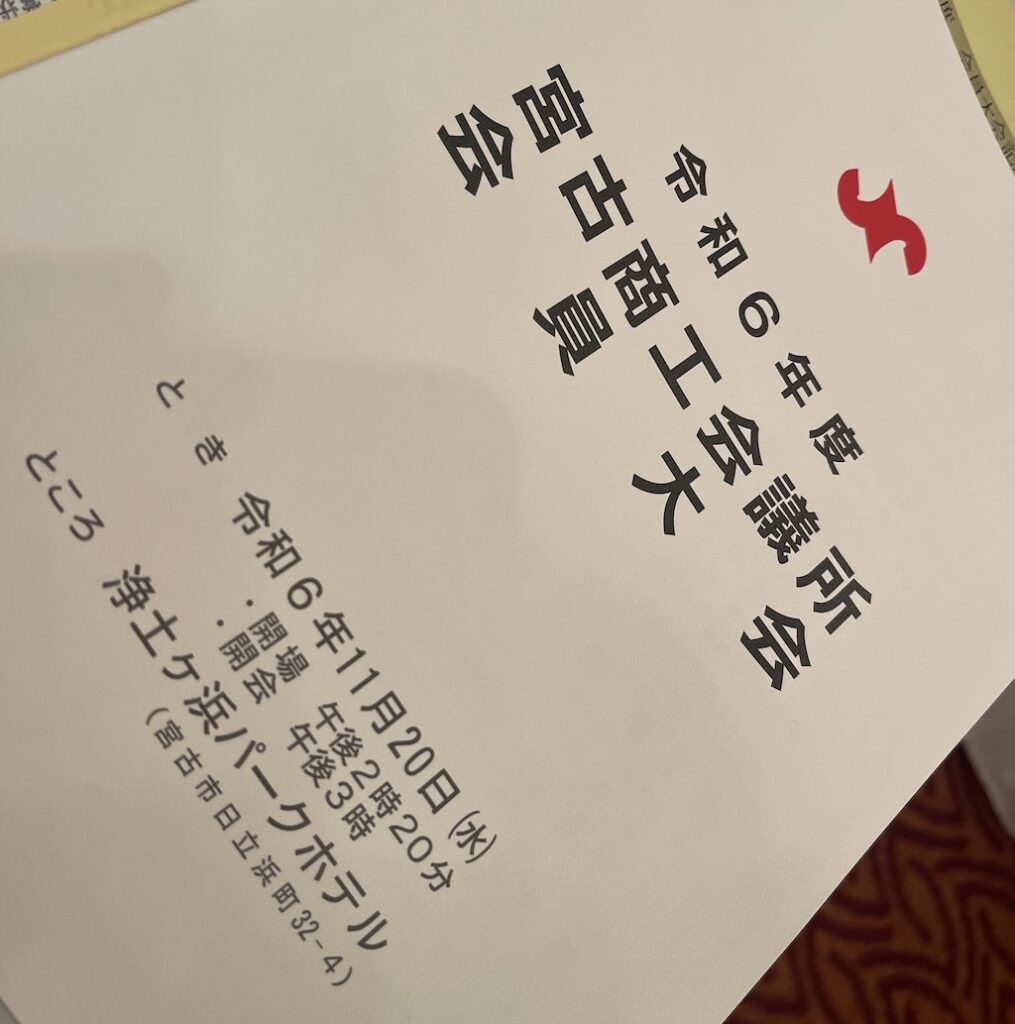 令和６年度
宮古商工会議所
会員大会
とき 令和６年11月20日(水)
・開場 午後２時２０分
・開会 午後３時
ところ 浄土ケ浜パークホテル
(宮古市日立浜町32-4)